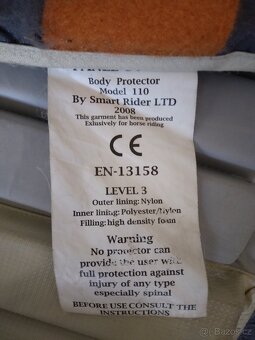 Body Protector
Model 110
By Smart Rider LTD
2008
This garment has been produced
Exlusively for horse riding
CE
EN-13158
LEVEL 3
Outer lining: Nylon
Inner lining: Polyester/Nylon
Filling: high density foam
Warning
No protector can
provide the user with
full protection against
injury of any type
especially spinal
BEFORE USE CONSULT THE
INSTRUCTIONS